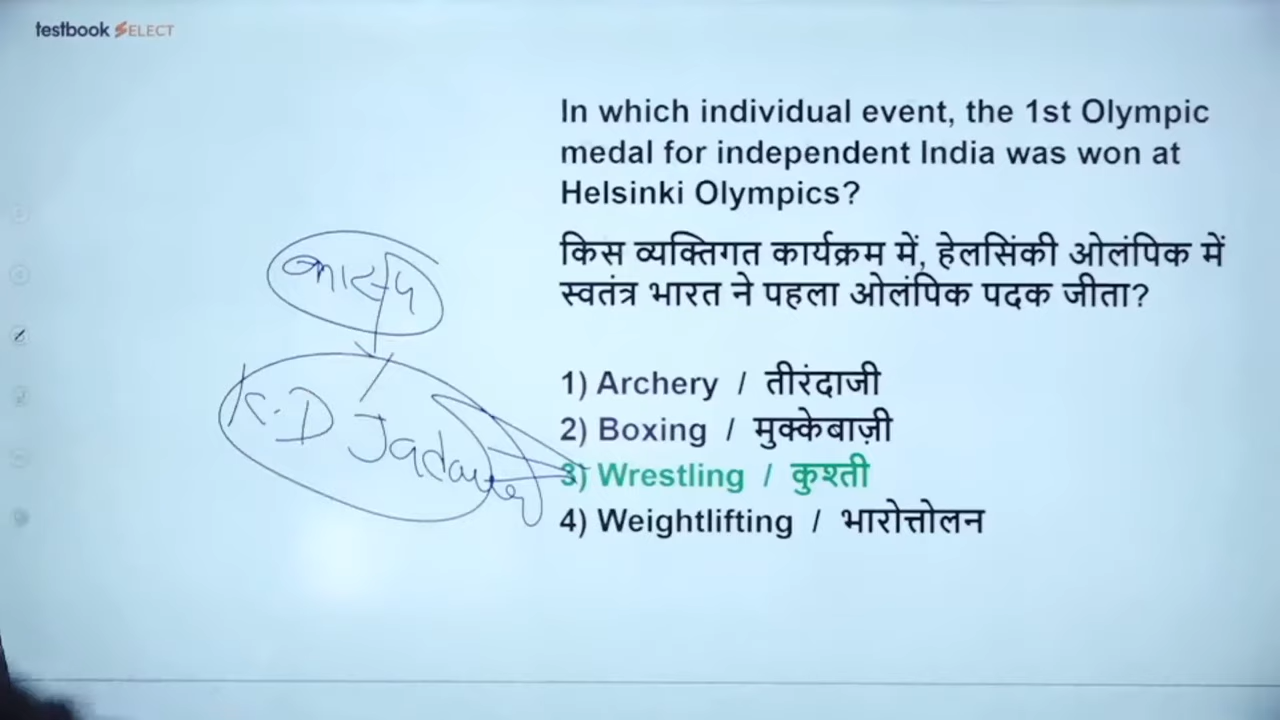 testbook SELECT
In which individual event, the 1st Olympic
medal for independent India was won at
Helsinki Olympics?
किस व्यक्तिगत कार्यक्रम में, हेलसिंकी ओलंपिक में
स्वतंत्र भारत ने पहला ओलंपिक पदक जीता?
1) Archery / तीरंदाजी
2) Boxing / मुक्केबाज़ी
3) Wrestling / कुश्ती
4) Weightlifting / भारोत्तोलन
K. D Jadav